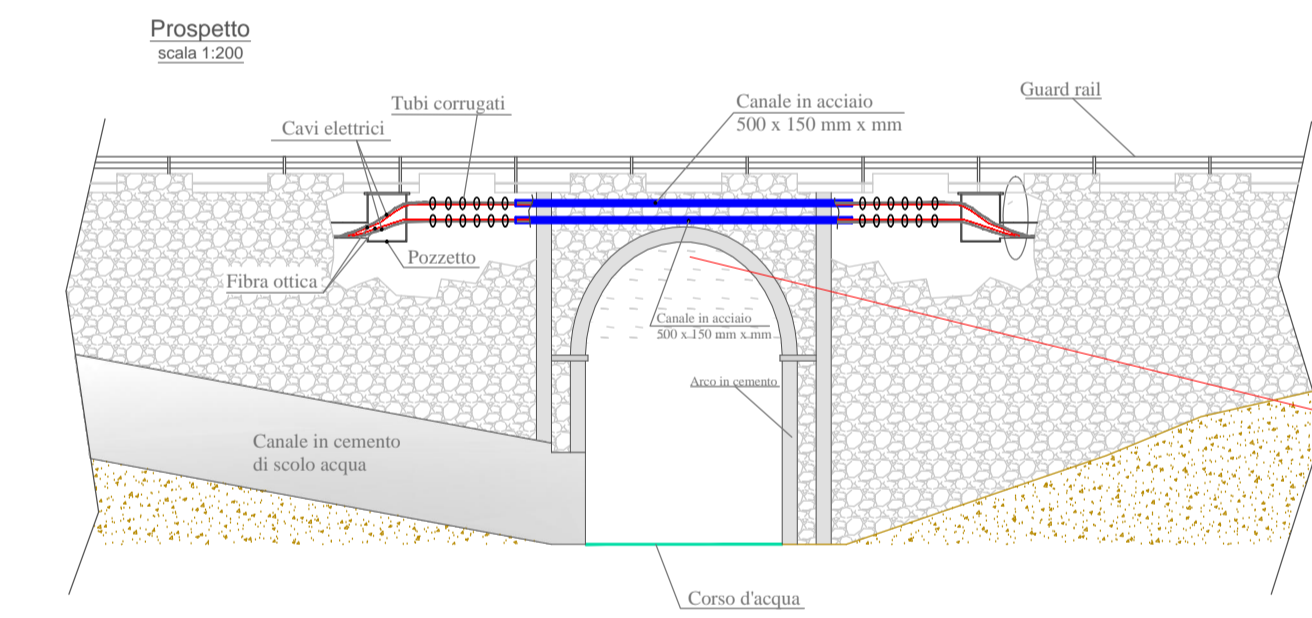 Prospetto
scala 1:200
Guard rail
Canale in acciaio
500 x 150 mm x mm
Tubi corrugati
Cavi elettrici
Pozzetto
Fibra ottica
Canale in acciaio
500 x 150 mm x mm
Arco in cemento
Canale in cemento
di scolo acqua
Corso d'acqua